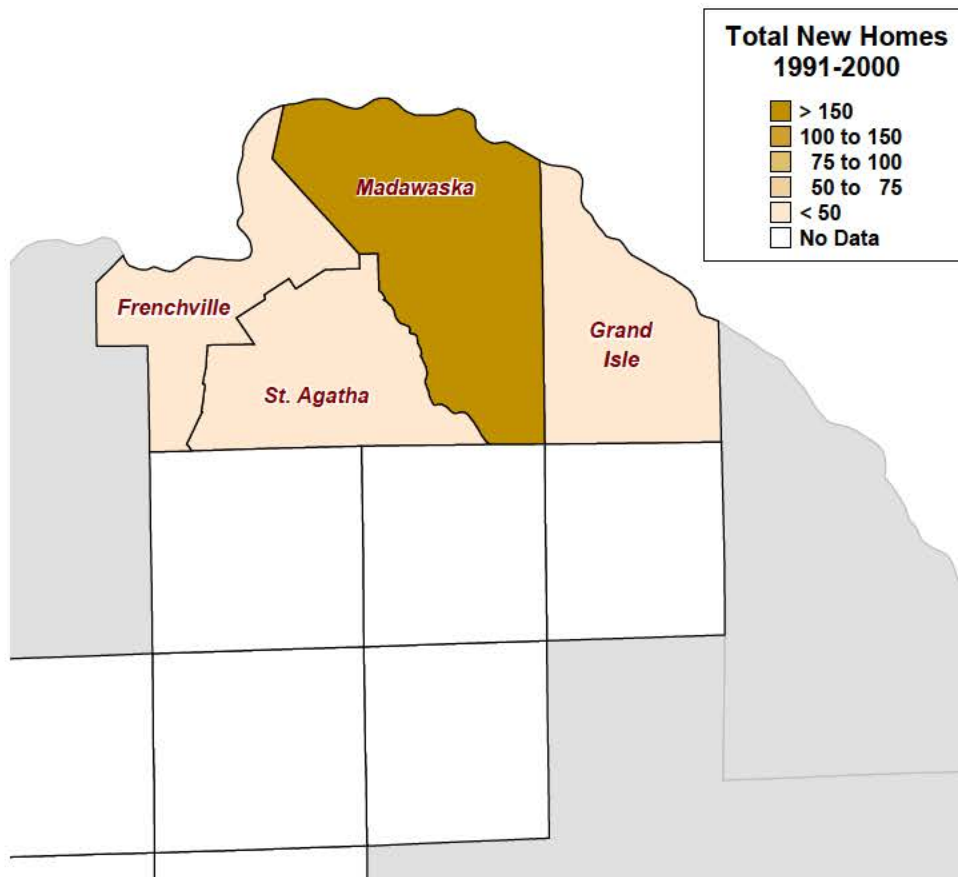 Total New Homes
1991-2000
> 150
100 to 150
75 to 100
50 to 75
< 50
No Data
Madawaska
Frenchville
Grand
Isle
St. Agatha